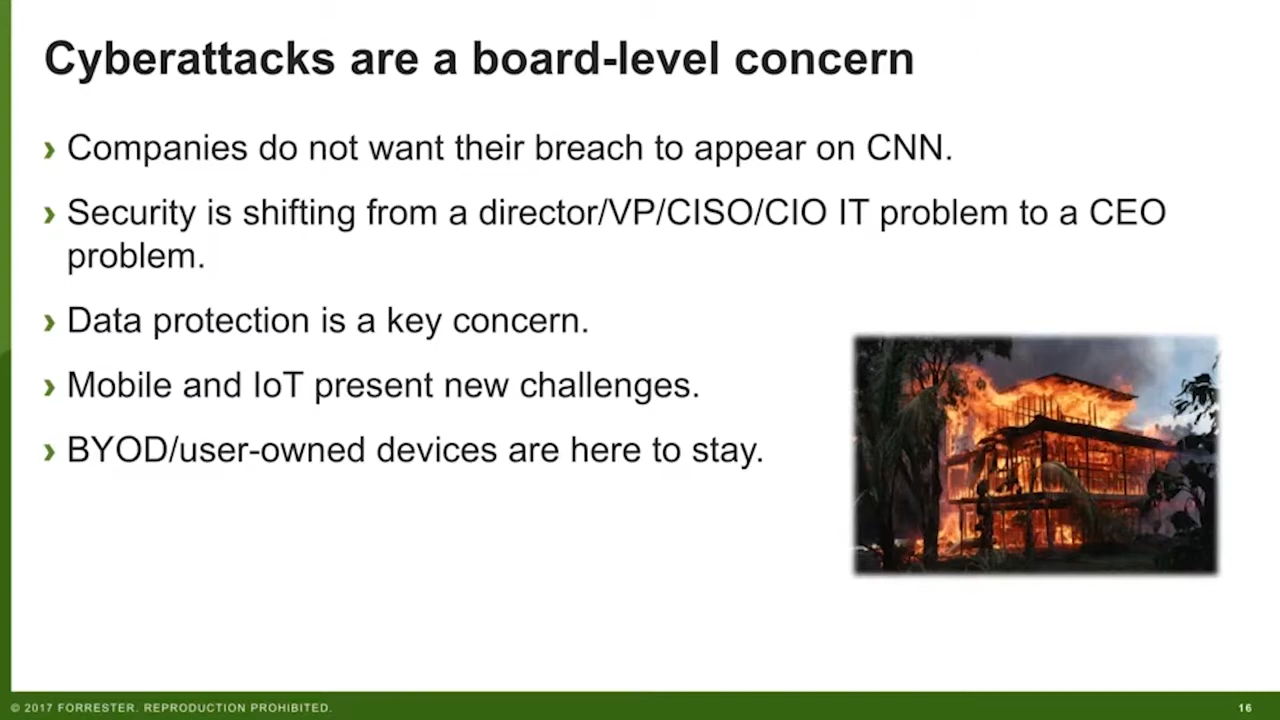 Cyberattacks are a board-level concern
› Companies do not want their breach to appear on CNN.
› Security is shifting from a director/VP/CISO/CIO IT problem to a CEO
problem.
› Data protection is a key concern.
› Mobile and IoT present new challenges.
› BYOD/user-owned devices are here to stay.
© 2017 FORRESTER. REPRODUCTION PROHIBITED.
16